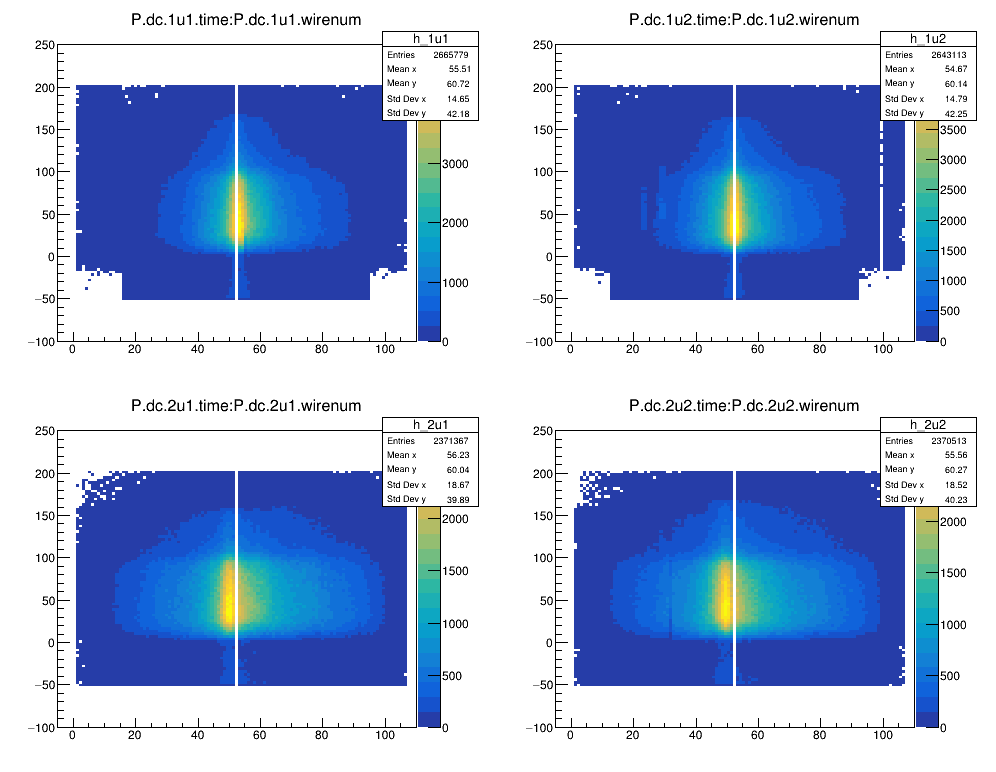 P.dc.1u1.time:P.dc.1u1.wirenum
h_1u1
Entries 2665779
Mean x 55.51
Mean y 60.72
Std Dev x 14.65
Std Dev y 42.18
250
200
150
100
50
0
−50
−100
0 20 40 60 80 100
3000
2000
1000
0
P.dc.1u2.time:P.dc.1u2.wirenum
h_1u2
Entries 2643113
Mean x 54.67
Mean y 60.14
Std Dev x 14.79
Std Dev y 42.25
250
200
150
100
50
0
−50
−100
0 20 40 60 80 100
3500
3000
2500
2000
1500
1000
500
0
P.dc.2u1.time:P.dc.2u1.wirenum
h_2u1
Entries 2371367
Mean x 56.23
Mean y 60.04
Std Dev x 18.67
Std Dev y 39.89
250
200
150
100
50
0
−50
−100
0 20 40 60 80 100
2000
1500
1000
500
0
P.dc.2u2.time:P.dc.2u2.wirenum
h_2u2
Entries 2370513
Mean x 55.56
Mean y 60.27
Std Dev x 18.52
Std Dev y 40.23
250
200
150
100
50
0
−50
−100
0 20 40 60 80 100
2000
1500
1000
500
0